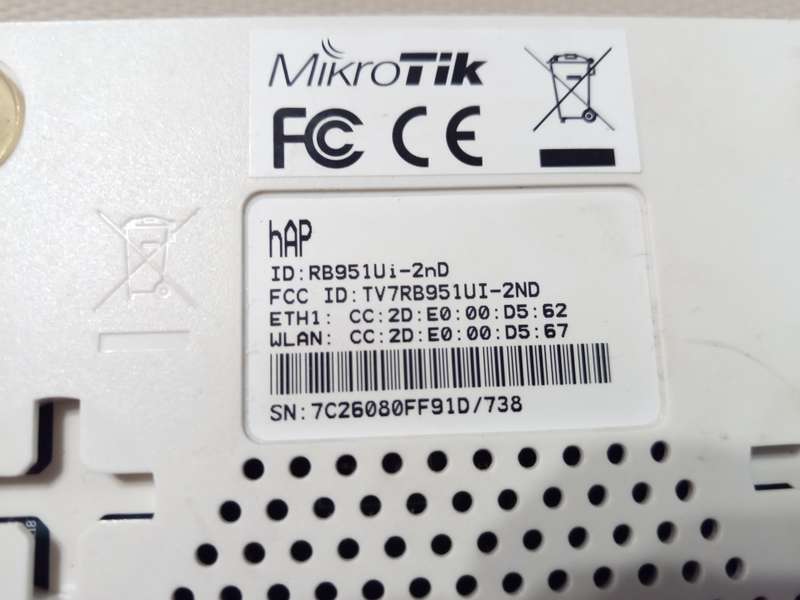 MikroTik
FC CE
hAP
ID:RB951Ui-2nD
FCC ID:TV7RB951UI-2ND
ETH1: CC:2D:E0:00:D5:62
WLAN: CC:2D:E0:00:D5:67
SN:7C26080FF91D/738